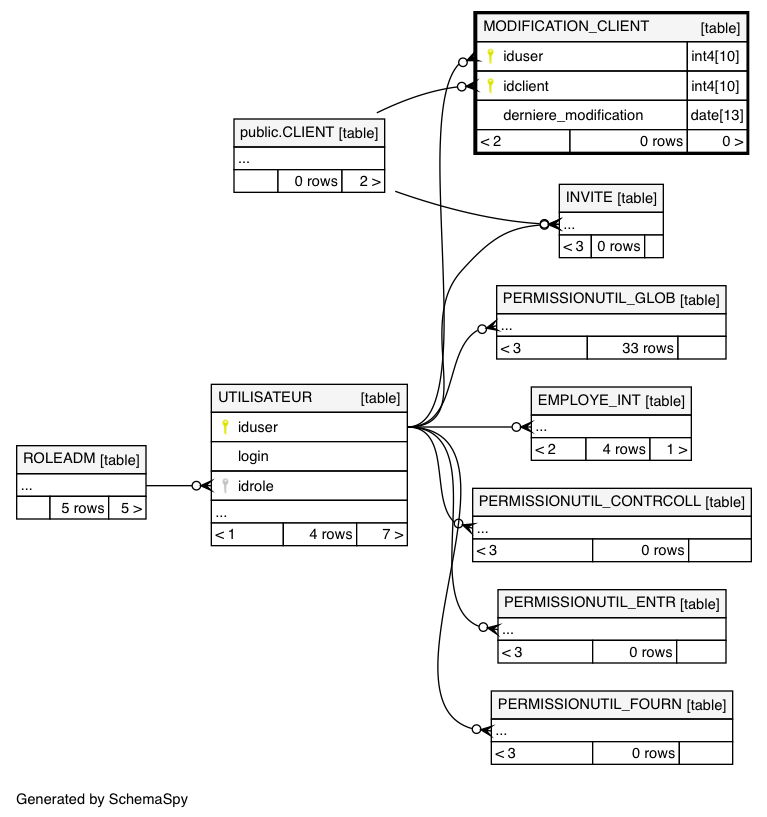 MODIFICATION_CLIENT [table]
iduser int4[10]
idclient int4[10]
derniere_modification date[13]
< 2 0 rows 0 >
public.CLIENT [table]
...
0 rows 2 >
INVITE [table]
...
< 3 0 rows
PERMISSIONUTIL_GLOB [table]
...
< 3 33 rows
UTILISATEUR [table]
iduser
login
idrole
...
< 1 4 rows 7 >
EMPLOYE_INT [table]
...
< 2 4 rows 1 >
ROLEADM [table]
...
5 rows 5 >
PERMISSIONUTIL_CONTRCOLL [table]
...
< 3 0 rows
PERMISSIONUTIL_ENTR [table]
...
< 3 0 rows
PERMISSIONUTIL_FOURN [table]
...
< 3 0 rows
Generated by SchemaSpy